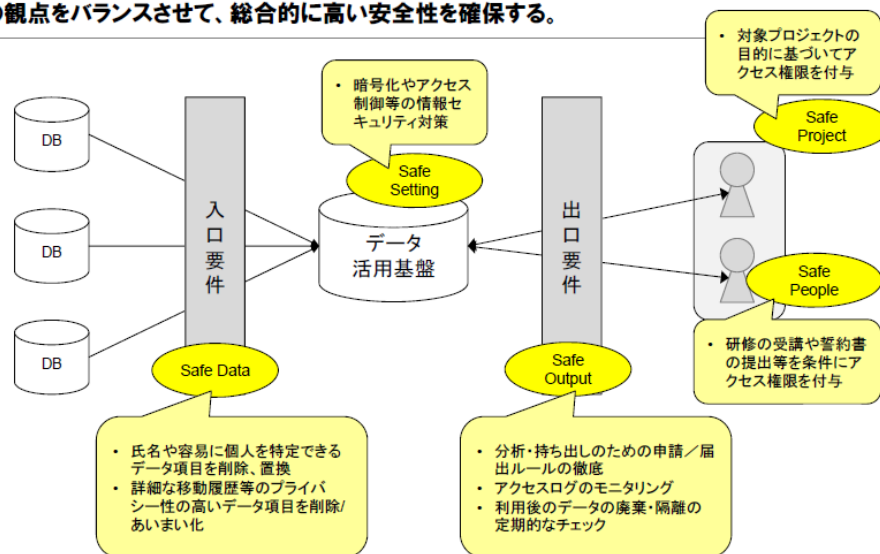 の観点をバランスさせて、総合的に高い安全性を確保する。
・ 対象プロジェクトの
目的に基づいてア
クセス権限を付与
・ 暗号化やアクセス
制御等の情報セ
キュリティ対策
Safe
Project
DB
Safe
Setting
入
口
要
件
出
口
要
件
データ
活用基盤
DB
Safe
People
DB
Safe Data
Safe
Output
・ 研修の受講や誓約書
の提出等を条件にア
クセス権限を付与
・ 氏名や容易に個人を特定できる
データ項目を削除、置換
・ 詳細な移動履歴等のプライバ
シー性の高いデータ項目を削除/
あいまい化
・ 分析・持ち出しのための申請／届
出ルールの徹底
・ アクセスログのモニタリング
・ 利用後のデータの廃棄・隔離の
定期的なチェック